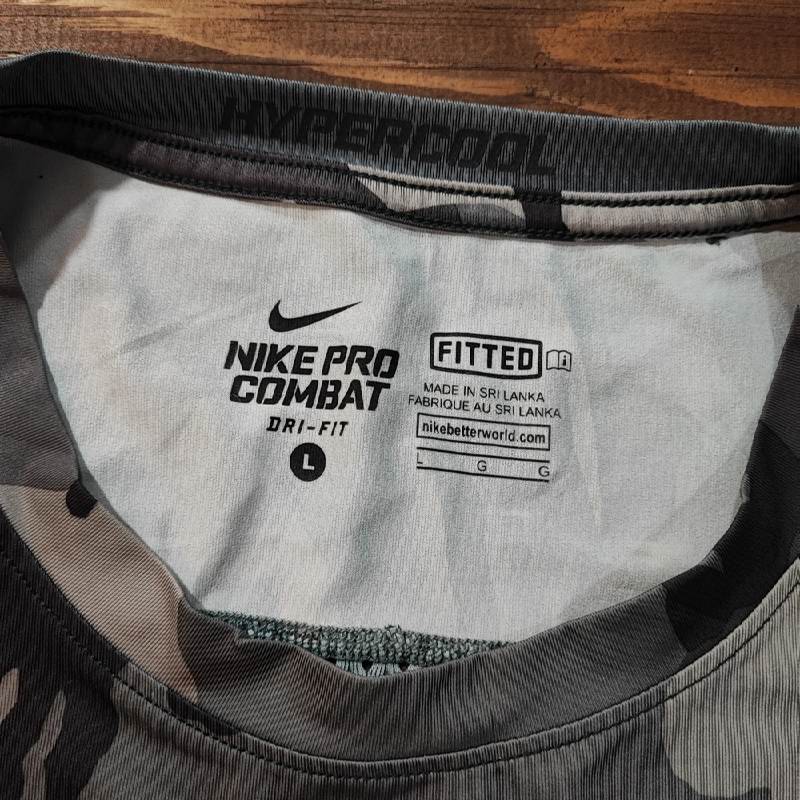 HYPERCOOL
NIKE PRO
COMBAT
DRI-FIT
L
FITTED
MADE IN SRI LANKA
FABRIQUE AU SRI LANKA
nikebetterworld.com
L G G